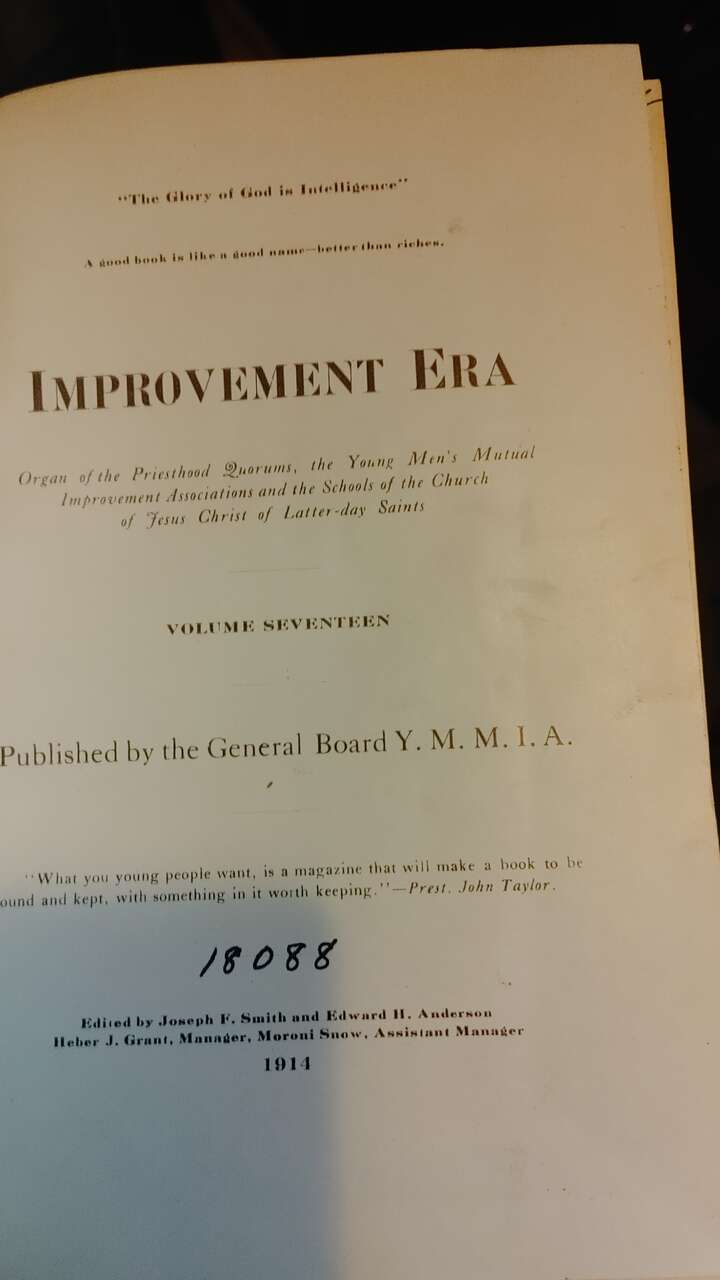 "The Glory of God is Intelligence"
A good book is like a good name—better than riches.
IMPROVEMENT ERA
Organ of the Priesthood Quorums, the Young Men's Mutual
Improvement Associations and the Schools of the Church
of Jesus Christ of Latter-day Saints
VOLUME SEVENTEEN
Published by the General Board Y. M. M. I. A.
"What you young people want, is a magazine that will make a book to be
ound and kept, with something in it worth keeping."—Prest. John Taylor.
18088
Edited by Joseph F. Smith and Edward H. Anderson
Heber J. Grant, Manager, Moroni Snow, Assistant Manager
1914